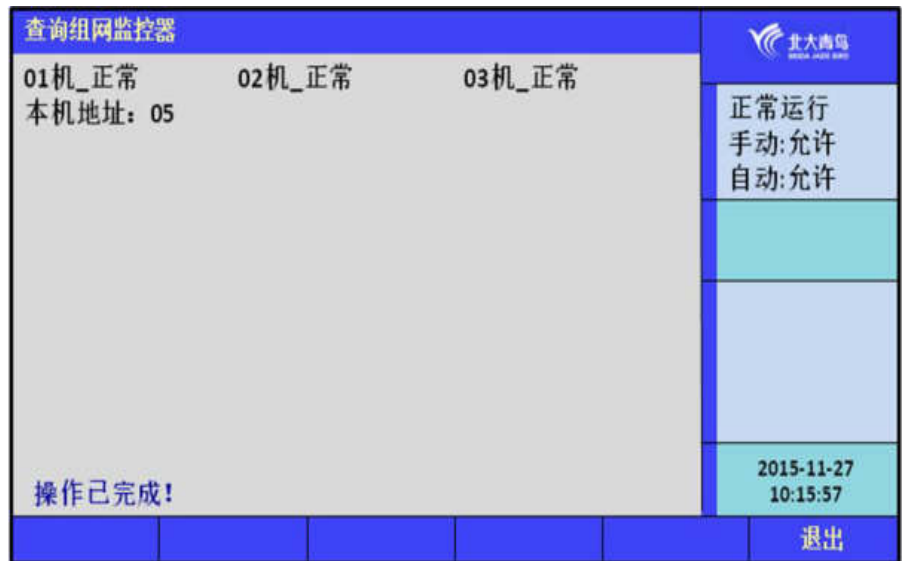 查询组网监控器
北大青鸟
BEIDA JADE BIRD
01机_正常 02机_正常 03机_正常
本机地址：05
正常运行
手动:允许
自动:允许
操作已完成！
2015-11-27
10:15:57
退出